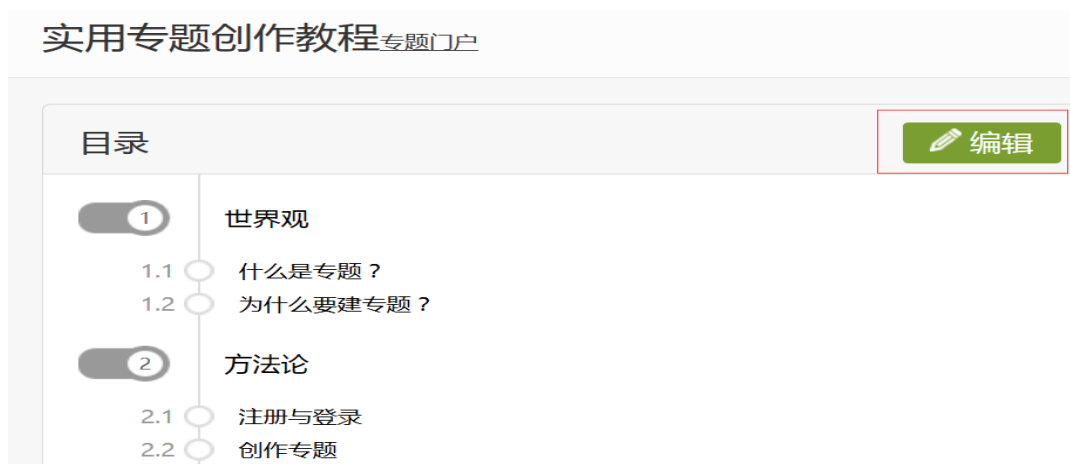 实用专题创作教程专题门户
目录 编辑
1 世界观
1.1 什么是专题？
1.2 为什么要建专题？
2 方法论
2.1 注册与登录
2.2 创作专题